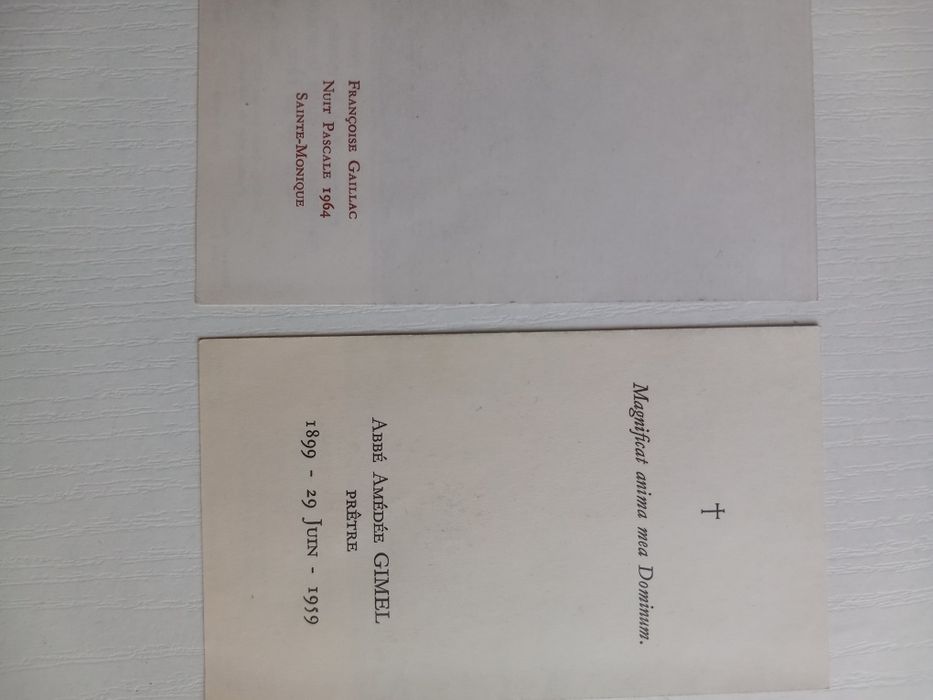 Françoise Gaillac
Nuit Pascale 1964
Sainte-Monique
†
Magnificat anima mea Dominum.
Abbé Amédée GIMEL
prêtre
1899 - 29 Juin - 1959